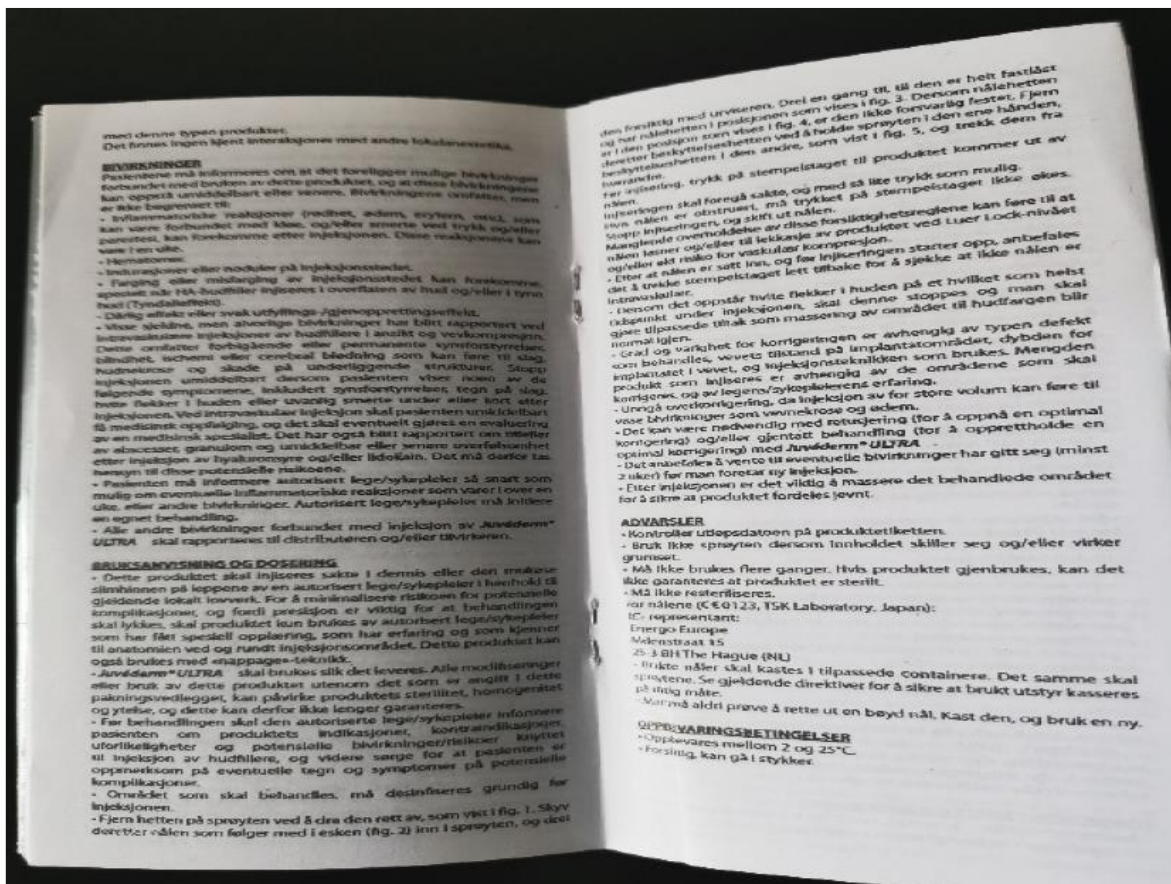 med denne typen produktet.
Det finnes ingen kjent interaksjoner med andre lokalanestetika.
BIVIRKNINGER
Pasientene må informeres om at det foreligger mulige bivirkninger
forbundet med bruken av dette produktet, og at disse bivirkningene
kan oppstå umiddelbart eller senere. Bivirkningene omfatter, men
er ikke begrenset til:
- Inflammatoriske reaksjoner (rødhet, ødem, erytem, osv.), som
kan være forbundet med kløe, og/eller smerte ved trykk og/eller
parestesi, kan forekomme etter injeksjonen. Disse reaksjonene kan
vare i en uke.
- Hematomer.
- Indurasjoner eller noduler på injeksjonsstedet.
- Farging eller misfarging av injeksjonsstedet kan forekomme,
spesielt når HA-hudfiller injiseres i overflaten av hud og/eller i tynn
hud (Tyndalleffekt).
- Dårlig effekt eller svak utfyllings-/gjenopprettingseffekt.
- Visse sjeldne, men alvorlige bivirkninger har blitt rapportert ved
intravaskulære injeksjoner av hudfillere i ansikt og vevkompresjon.
Dette omfatter forbigående eller permanente synsforstyrrelser,
blindhet, ischemi eller cerebral blødning som kan føre til slag,
hudnekrose og skade på underliggende strukturer. Stopp
injeksjonen umiddelbart dersom pasienten viser noen av de
følgende symptomene, inkludert synsforstyrrelser, tegn på slag,
hvite flekker i huden eller uvanlig smerte under eller kort etter
injeksjonen. Ved intravaskulær injeksjon skal pasienten umiddelbart
få medisinsk oppfølging, og det skal eventuelt gjøres en evaluering
av en medisinsk spesialist. Det har også blitt rapportert om tilfeller
av abscesser, granulom og umiddelbar eller senere overfølsomhet
etter injeksjon av hyaluronsyre og/eller lidokain. Det må derfor tas
hensyn til disse potensielle risikoene.
- Pasienten må informere autorisert lege/sykepleier så snart som
mulig om eventuelle inflammatoriske reaksjoner som varer i over en
uke, eller andre bivirkninger. Autorisert lege/sykepleier må initiere
en egnet behandling.
- Alle andre bivirkninger forbundet med injeksjon av Juvéderm®
ULTRA skal rapporteres til distributøren og/eller tilvirkeren.
BRUKSANVISNING OG DOSERING
- Dette produktet skal injiseres sakte i dermis eller den mukøse
slimhinnen på leppene av en autorisert lege/sykepleier i henhold til
gjeldende lokalt lovverk. For å minimalisere risikoen for potensielle
komplikasjoner, og fordi presisjon er viktig for at behandlingen
skal lykkes, skal produktet kun brukes av autorisert lege/sykepleier
som har fått spesiell opplæring, som har erfaring og som kjenner
til anatomien ved og rundt injeksjonsområdet. Dette produktet kan
også brukes med «nappage»-teknikk.
- Juvéderm® ULTRA skal brukes slik det leveres. Alle modifiseringer
eller bruk av dette produktet utenom det som er angitt i dette
pakningsvedlegget, kan påvirke produktets sterilitet, homogenitet
og ytelse, og dette kan derfor ikke lenger garanteres.
- Før behandlingen skal den autoriserte lege/sykepleier informere
pasienten om produktets indikasjoner, kontraindikasjoner,
uforlikeligheter og potensielle bivirkninger/risikoer knyttet
til injeksjon av hudfillere, og videre sørge for at pasienten er
oppmerksom på eventuelle tegn og symptomer på potensielle
komplikasjoner.
- Området som skal behandles, må desinfiseres grundig før
injeksjonen.
- Fjern hetten på sprøyten ved å dra den rett av, som vist i fig. 1. Skyv
deretter nålen som følger med i esken (fig. 2) inn i sprøyten, og drei
den forsiktig med urviseren. Drei en gang til, til den er helt fastlåst
og har nålehetten i posisjonen som vises i fig. 3. Dersom nålehetten
er i den posisjon som vises i fig. 4, er den ikke forsvarlig festet. Fjern
deretter beskyttelseshetten ved å holde sprøyten i den ene hånden,
beskyttelseshetten i den andre, som vist i fig. 5, og trekk dem fra
hverandre.
Før injisering, trykk på stempelstaget til produktet kommer ut av
nålen.
Injiseringen skal foregå sakte, og med så lite trykk som mulig.
Hvis nålen er obstruert, må trykket på stempelstaget ikke økes.
Stopp injiseringen, og skift ut nålen.
Manglende overholdelse av disse forsiktighetsreglene kan føre til at
nålen løsner og/eller til lekkasje av produktet ved Luer Lock-nivået
og/eller økt risiko for vaskulær kompresjon.
- Etter at nålen er satt inn, og før injiseringen starter opp, anbefales
det å trekke stempelstaget lett tilbake for å sjekke at ikke nålen er
intravaskulær.
- Dersom det oppstår hvite flekker i huden på et hvilket som helst
tidspunkt under injeksjonen, skal denne stoppes og man skal
gjøre tilpassede tiltak som massering av området til hudfargen blir
normal igjen.
- Grad og varighet for korrigeringen er avhengig av typen defekt
som behandles, vevets tilstand på implantatområdet, dybden for
implantatet i vevet, og injeksjonsteknikken som brukes. Mengden
produkt som injiseres er avhengig av de områdene som skal
korrigeres, og av legens/sykepleierens erfaring.
- Unngå overkorrigering, da injeksjon av for store volum kan føre til
visse bivirkninger som vevnekrose og ødem.
- Det kan være nødvendig med retusjering (for å oppnå en optimal
korrigering) og/eller gjentatt behandling (for å opprettholde en
optimal korrigering) med Juvéderm® ULTRA
- Det anbefales å vente til eventuelle bivirkninger har gitt seg (minst
2 uker) før man foretar ny injeksjon.
- Etter injeksjonen er det viktig å massere det behandlede området
for å sikre at produktet fordeles jevnt.
ADVARSLER
- Kontroller utløpsdatoen på produktetiketten.
- Bruk ikke sprøyten dersom innholdet skiller seg og/eller virker
grumset.
- Må ikke brukes flere ganger. Hvis produktet gjenbrukes, kan det
ikke garanteres at produktet er sterilt.
- Må ikke resteriliseres.
For nålene (C€0123, TSK Laboratory, Japan):
EC- representant:
Emergo Europe
Molenstraat 15
BH The Hague (NL)
- Brukte nåler skal kastes i tilpassede containere. Det samme skal
sprøytene. Se gjeldende direktiver for å sikre at brukt utstyr kasseres
på riktig måte.
- Man må aldri prøve å rette ut en bøyd nål. Kast den, og bruk en ny.
OPPBEVARINGSBETINGELSER
- Oppbevares mellom 2 og 25°C.
- Forsiktig, kan gå i stykker.